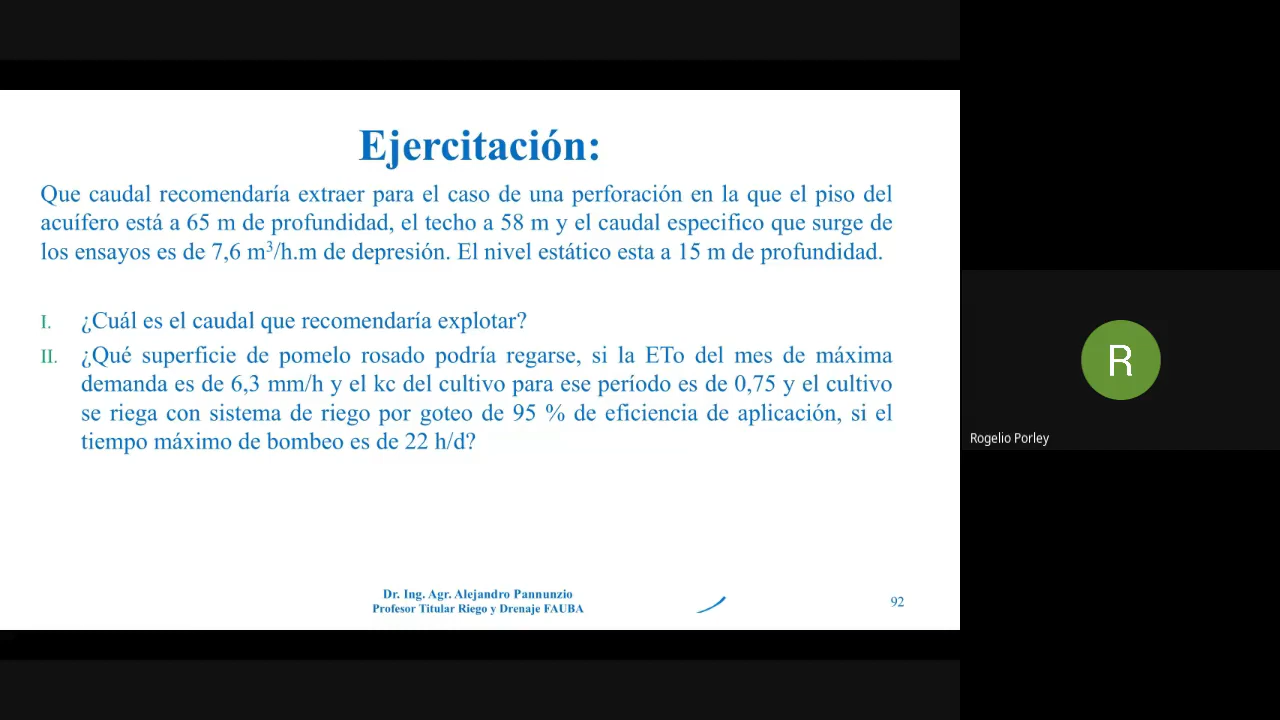 Ejercitación:
Que caudal recomendaría extraer para el caso de una perforación en la que el piso del
acuífero está a 65 m de profundidad, el techo a 58 m y el caudal especifico que surge de
los ensayos es de 7,6 m³/h.m de depresión. El nivel estático esta a 15 m de profundidad.
I. ¿Cuál es el caudal que recomendaría explotar?
II. ¿Qué superficie de pomelo rosado podría regarse, si la ETo del mes de máxima
demanda es de 6,3 mm/h y el kc del cultivo para ese período es de 0,75 y el cultivo
se riega con sistema de riego por goteo de 95 % de eficiencia de aplicación, si el
tiempo máximo de bombeo es de 22 h/d?
Dr. Ing. Agr. Alejandro Pannunzio
Profesor Titular Riego y Drenaje FAUBA
92
R
Rogelio Porley